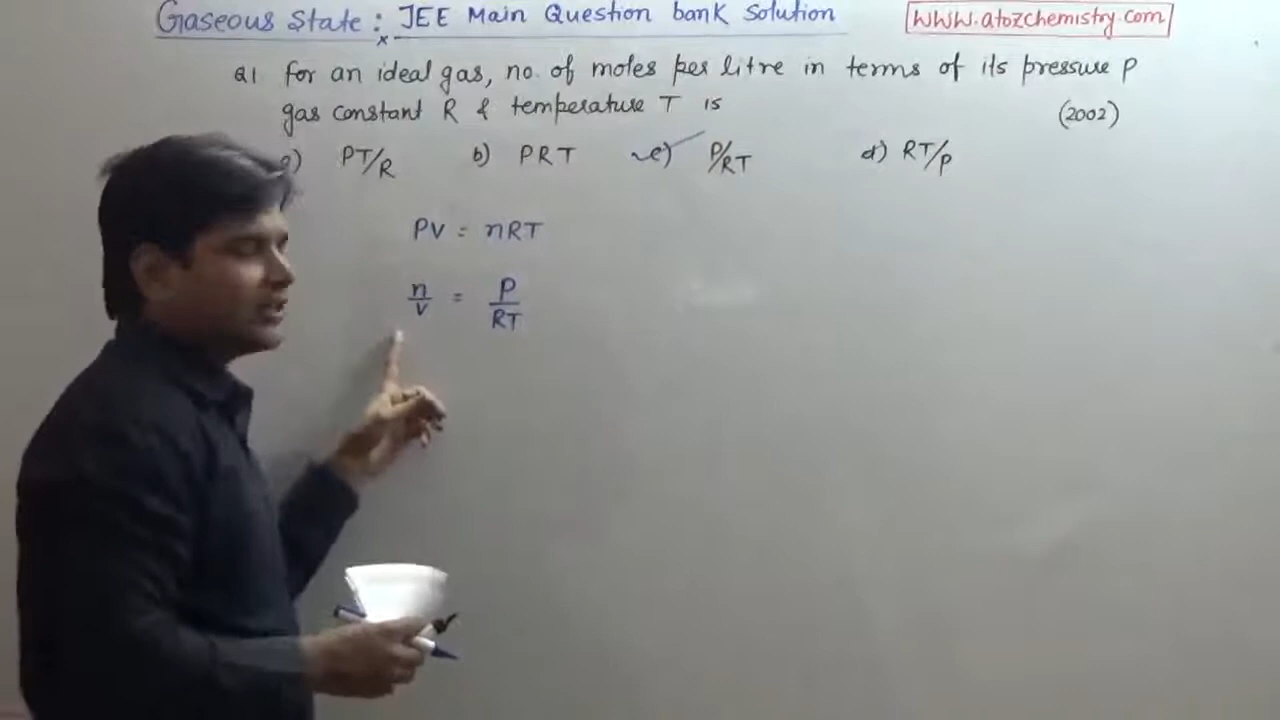 Gaseous State : JEE Main Question bank Solution
www.atozchemistry.com
Q1 for an ideal gas, no. of moles per litre in terms of its pressure P
gas constant R & temperature T is (2002)
a) PT/R b) PRT c) P/RT d) RT/P
PV = nRT
n/V = P/RT